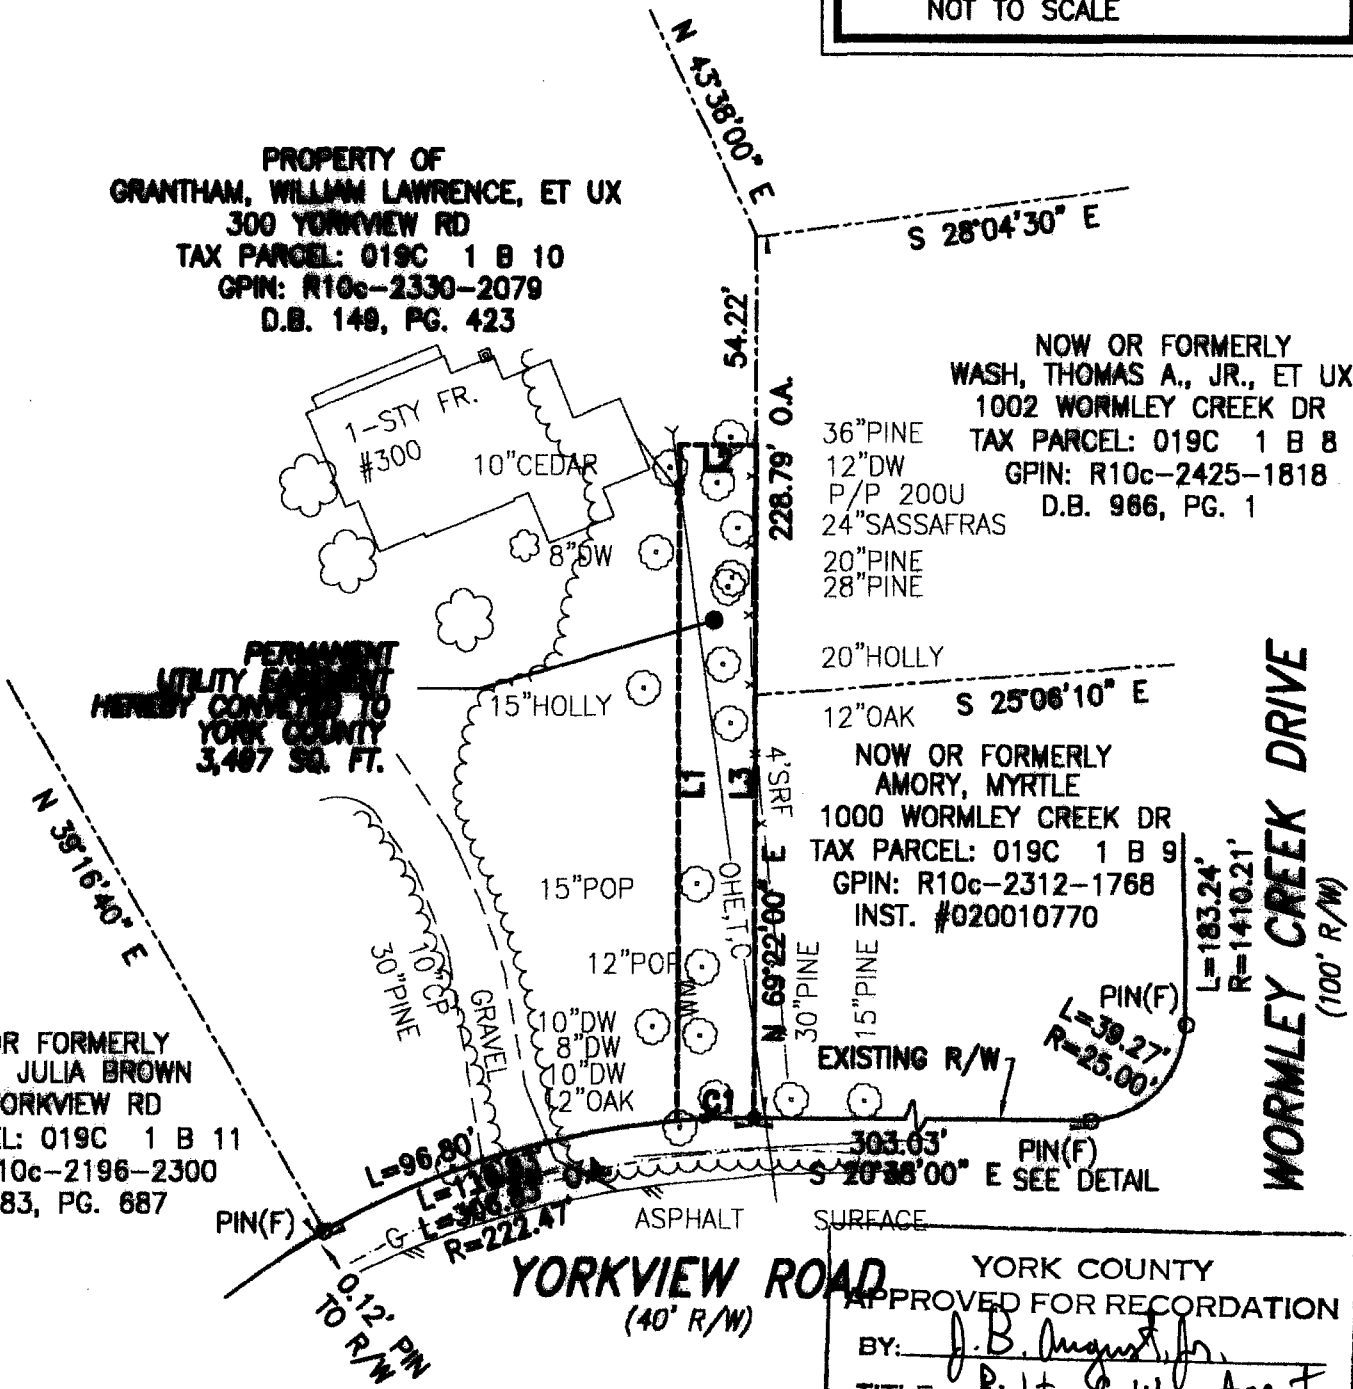 NOT TO SCALE
N 43°38'00" E
PROPERTY OF
GRANTHAM, WILLIAM LAWRENCE, ET UX
300 YORKVIEW RD
TAX PARCEL: 019C 1 B 10
GPIN: R10c-2330-2079
D.B. 149, PG. 423
S 28°04'30" E
54.22'
228.79' O.A.
NOW OR FORMERLY
WASH, THOMAS A., JR., ET UX
1002 WORMLEY CREEK DR
TAX PARCEL: 019C 1 B 8
GPIN: R10c-2425-1818
D.B. 966, PG. 1
1-STY FR.
#300
10"CEDAR
L2
36"PINE
12"DW
P/P 200U
24"SASSAFRAS
20"PINE
28"PINE
8"DW
20"HOLLY
PERMANENT
UTILITY EASEMENT
HEREBY CONVEYED TO
YORK COUNTY
3,497 SQ. FT.
15"HOLLY
S 25°06'10" E
12"OAK
L1
L3
4'SRF
NOW OR FORMERLY
AMORY, MYRTLE
1000 WORMLEY CREEK DR
TAX PARCEL: 019C 1 B 9
GPIN: R10c-2312-1768
INST. #020010770
N 39°16'40" E
15"POP
OHE,T,C
N 69°22'00" E
12"POP
WM
30"PINE
10"CP
GRAVEL
30"PINE
15"PINE
L=183.24'
R=1410.21'
WORMLEY CREEK DRIVE
(100' R/W)
PIN(F)
L=39.27'
R=25.00'
10"DW
8"DW
10"DW
12"OAK
C1
EXISTING R/W
OR FORMERLY
JULIA BROWN
ORKVIEW RD
EL: 019C 1 B 11
10c-2196-2300
83, PG. 687
L=96.80'
O.A.
R=222.47'
303.03'
S 20°38'00" E
PIN(F)
SEE DETAIL
PIN(F)
G
ASPHALT SURFACE
0.12' PIN
TO R/W
YORKVIEW ROAD
(40' R/W)
YORK COUNTY
APPROVED FOR RECORDATION
BY: J. B. August, Jr.